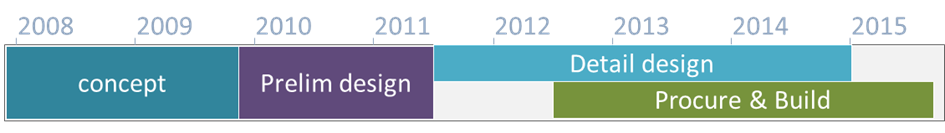 2008 2009 2010 2011 2012 2013 2014 2015
concept Prelim design Detail design
Procure & Build